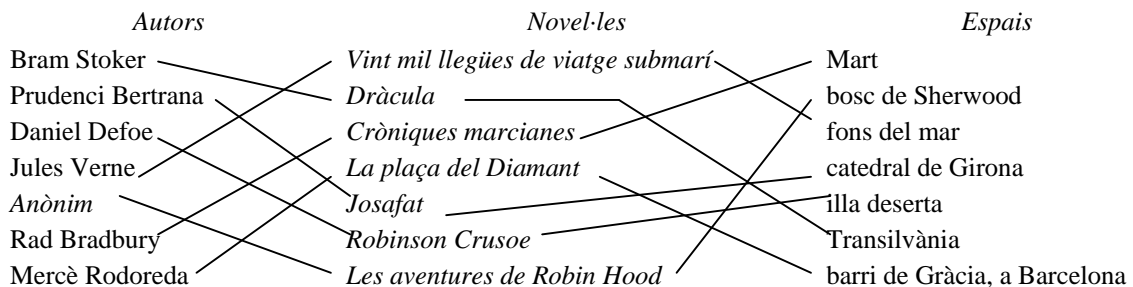 Autors Novel·les Espais
Bram Stoker Vint mil llegües de viatge submarí Mart
Prudenci Bertrana Dràcula bosc de Sherwood
Daniel Defoe Cròniques marcianes fons del mar
Jules Verne La plaça del Diamant catedral de Girona
Anònim Josafat illa deserta
Rad Bradbury Robinson Crusoe Transilvània
Mercè Rodoreda Les aventures de Robin Hood barri de Gràcia, a Barcelona